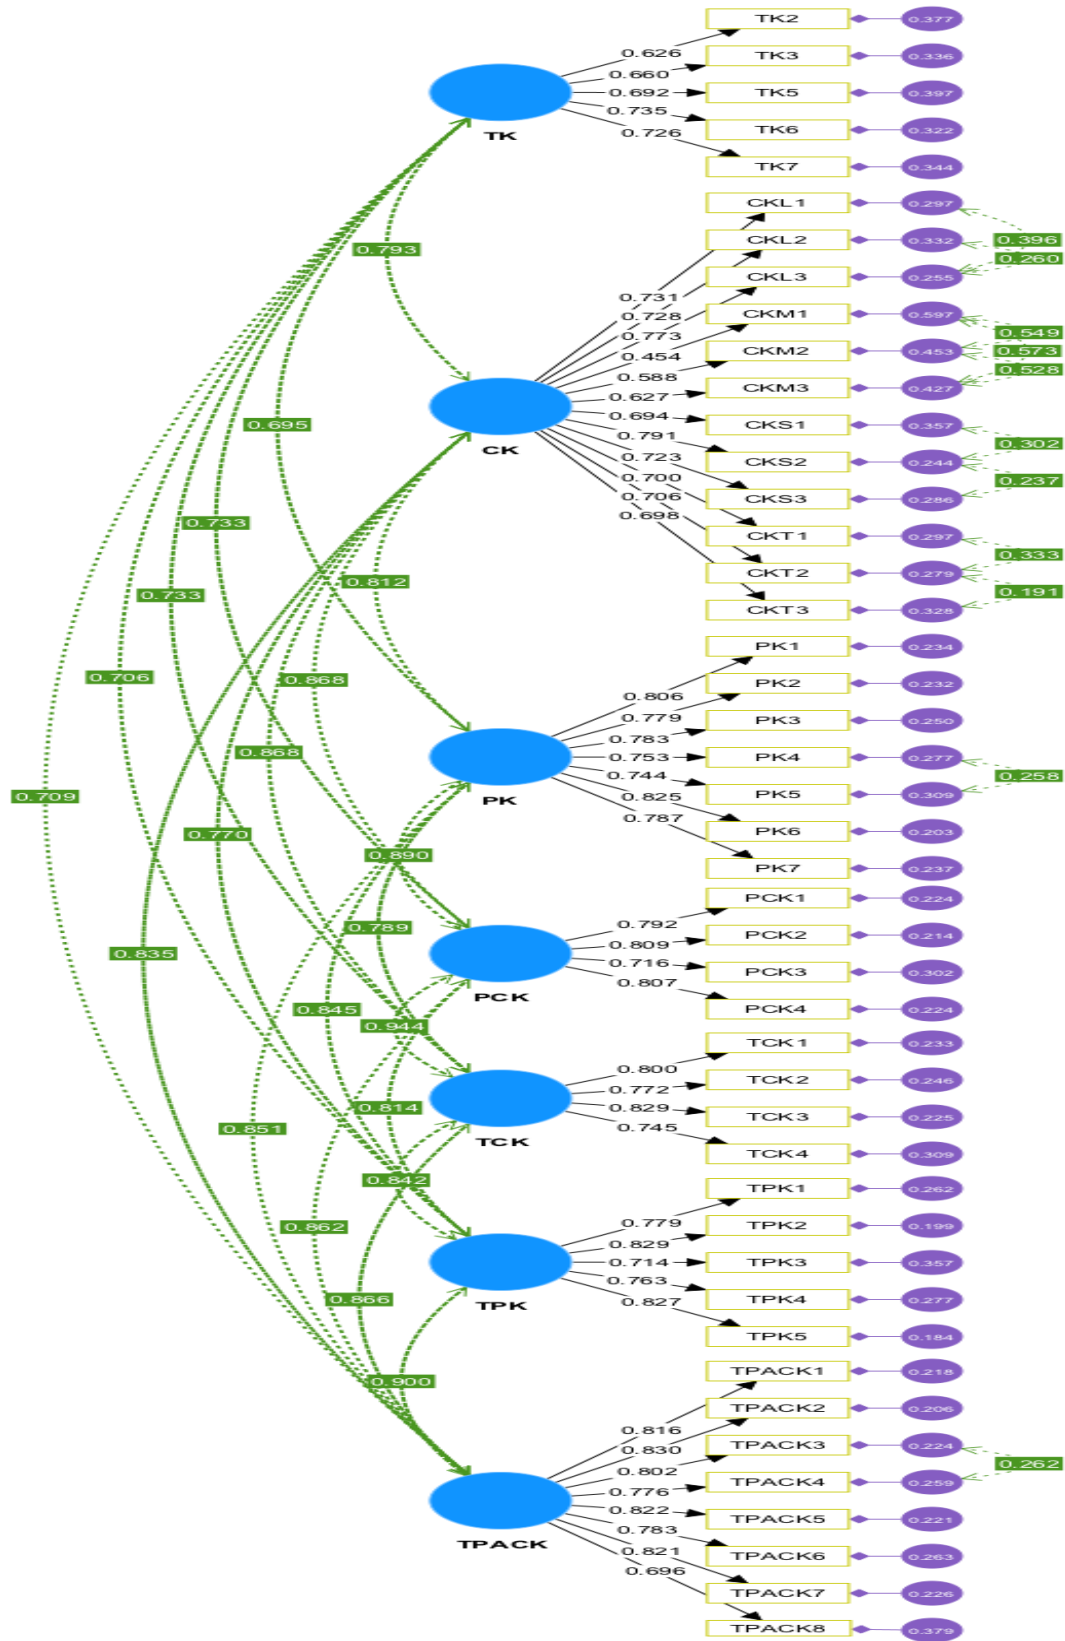 TK2 0.377
0.626
TK3 0.336
0.660
0.692 TK5 0.397
0.735
TK6 0.322
0.726
TK
TK7 0.344
CKL1 0.297
0.793
CKL2 0.332 0.396
0.260
CKL3 0.255
0.731
0.728
CKM1 0.597
0.773
0.549
0.454
CKM2 0.453 0.573
0.588
0.528
0.627
CKM3 0.427
0.694
0.695
CKS1 0.357
0.791
0.302
CK
0.723
CKS2 0.244
0.700
0.237
0.706
CKS3 0.286
0.698
0.733
CKT1 0.297
0.333
0.812
CKT2 0.279
0.733
0.191
CKT3 0.328
PK1 0.234
0.706
0.868
PK2 0.232
0.806
0.779
PK3 0.250
0.783
0.868
0.753
PK4 0.277
0.744
0.258
0.709
0.825
PK5 0.309
PK
0.787
0.770
PK6 0.203
0.890
PK7 0.237
PCK1 0.224
0.792
0.789
PCK2 0.214
0.809
0.835
0.716
PCK3 0.302
0.807
PCK
0.845
PCK4 0.224
0.944
TCK1 0.233
0.800
TCK2 0.246
0.772
0.814
0.829
TCK3 0.225
0.851
0.745
TCK
TCK4 0.309
0.842
TPK1 0.262
0.862
0.779
TPK2 0.199
0.829
0.714
TPK3 0.357
0.763
0.866
0.827
TPK4 0.277
TPK
TPK5 0.184
TPACK1 0.218
0.900
TPACK2 0.206
0.816
0.830
TPACK3 0.224
0.802
0.262
0.776
TPACK4 0.259
0.822
TPACK5 0.221
0.783
TPACK
0.821
TPACK6 0.263
0.696
TPACK7 0.226
TPACK8 0.379